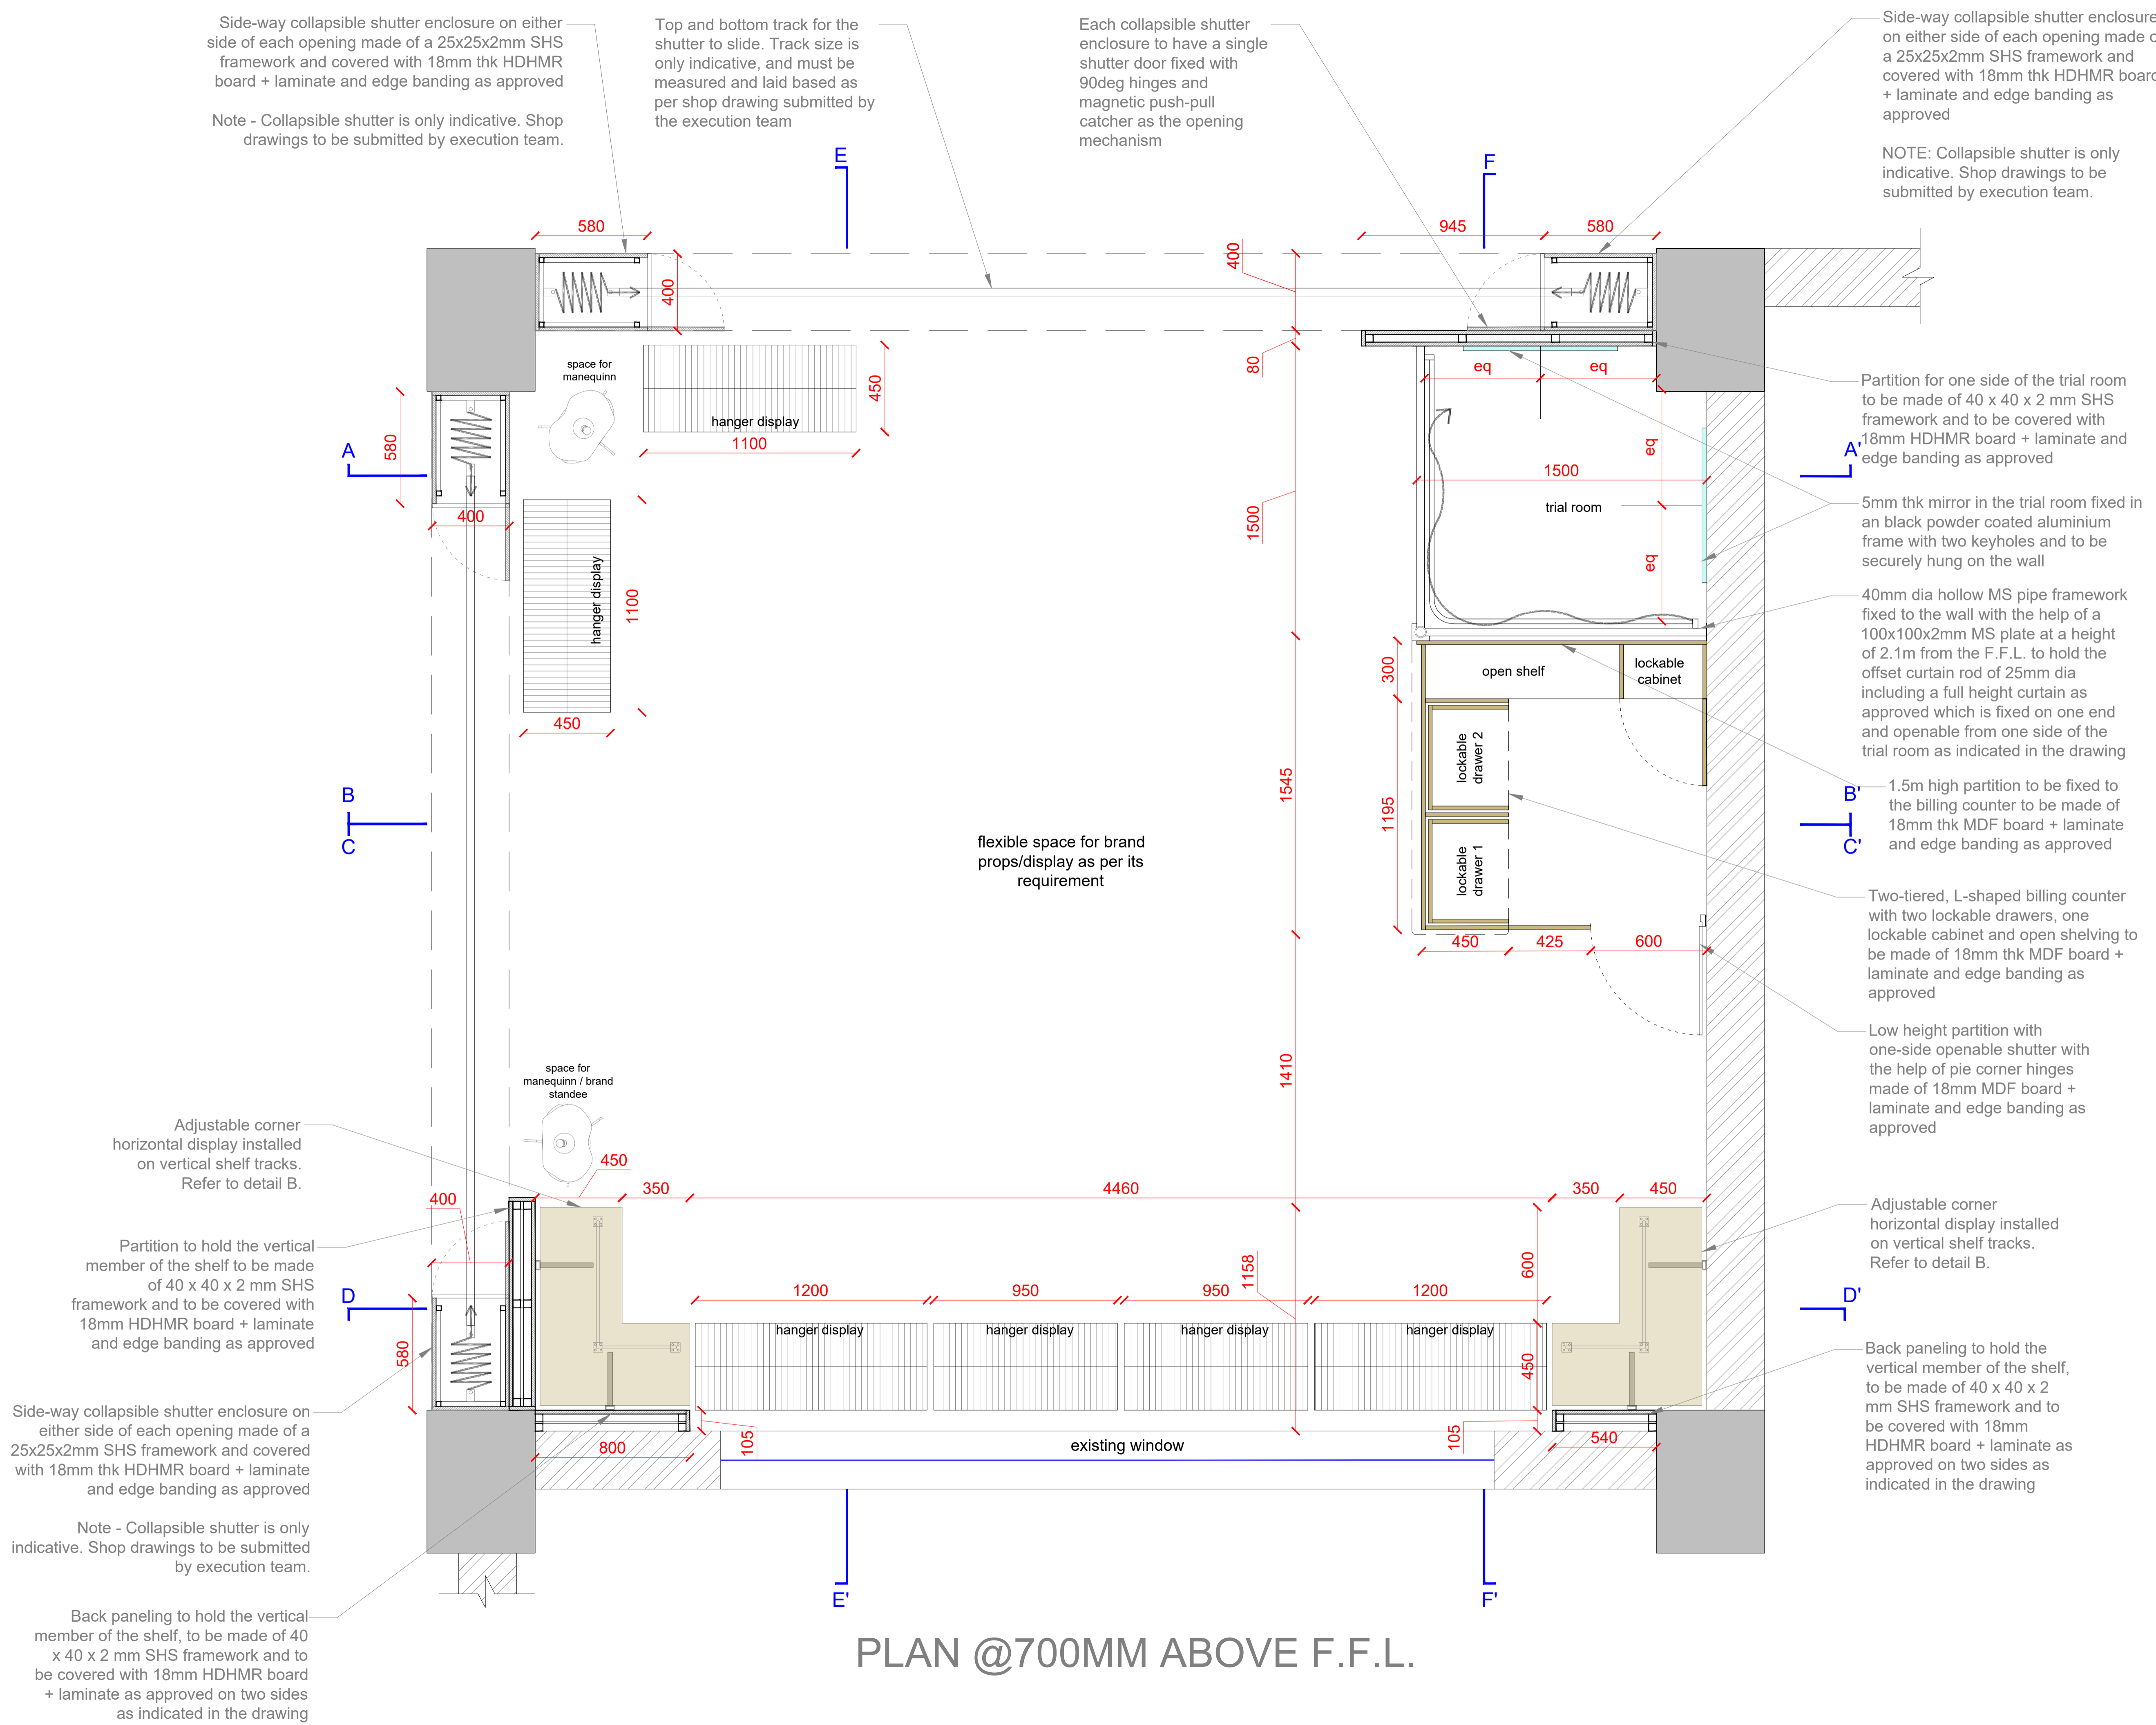 Side-way collapsible shutter enclosure on either
side of each opening made of a 25x25x2mm SHS
framework and covered with 18mm thk HDHMR
board + laminate and edge banding as approved
Note - Collapsible shutter is only indicative. Shop
drawings to be submitted by execution team.
Top and bottom track for the
shutter to slide. Track size is
only indicative, and must be
measured and laid based as
per shop drawing submitted by
the execution team
Each collapsible shutter
enclosure to have a single
shutter door fixed with
90deg hinges and
magnetic push-pull
catcher as the opening
mechanism
Side-way collapsible shutter enclosure
on either side of each opening made o
a 25x25x2mm SHS framework and
covered with 18mm thk HDHMR board
+ laminate and edge banding as
approved
NOTE: Collapsible shutter is only
indicative. Shop drawings to be
submitted by execution team.
E
F
580
945
580
400
400
80
space for
manequinn
hanger display
450
1100
eq
eq
580
A
400
1500
eq
1500
trial room
eq
A'
Partition for one side of the trial room
to be made of 40 x 40 x 2 mm SHS
framework and to be covered with
18mm HDHMR board + laminate and
edge banding as approved
5mm thk mirror in the trial room fixed in
an black powder coated aluminium
frame with two keyholes and to be
securely hung on the wall
40mm dia hollow MS pipe framework
fixed to the wall with the help of a
100x100x2mm MS plate at a height
of 2.1m from the F.F.L. to hold the
offset curtain rod of 25mm dia
including a full height curtain as
approved which is fixed on one end
and openable from one side of the
trial room as indicated in the drawing
hanger display
1100
450
300
open shelf
lockable
cabinet
lockable
drawer 2
1545
1195
lockable
drawer 1
450
425
600
B
C
B'
C'
flexible space for brand
props/display as per its
requirement
1.5m high partition to be fixed to
the billing counter to be made of
18mm thk MDF board + laminate
and edge banding as approved
Two-tiered, L-shaped billing counter
with two lockable drawers, one
lockable cabinet and open shelving to
be made of 18mm thk MDF board +
laminate and edge banding as
approved
Low height partition with
one-side openable shutter with
the help of pie corner hinges
made of 18mm MDF board +
laminate and edge banding as
approved
1410
space for
manequinn / brand
standee
Adjustable corner
horizontal display installed
on vertical shelf tracks.
Refer to detail B.
400
450
350
4460
350
450
Adjustable corner
horizontal display installed
on vertical shelf tracks.
Refer to detail B.
Partition to hold the vertical
member of the shelf to be made
of 40 x 40 x 2 mm SHS
framework and to be covered with
18mm HDHMR board + laminate
and edge banding as approved
D
D'
1158
600
1200
950
950
1200
hanger display
hanger display
hanger display
hanger display
450
580
Side-way collapsible shutter enclosure on
either side of each opening made of a
25x25x2mm SHS framework and covered
with 18mm thk HDHMR board + laminate
and edge banding as approved
Note - Collapsible shutter is only
indicative. Shop drawings to be submitted
by execution team.
Back paneling to hold the
vertical member of the shelf,
to be made of 40 x 40 x 2
mm SHS framework and to
be covered with 18mm
HDHMR board + laminate as
approved on two sides as
indicated in the drawing
800
105
existing window
105
540
Back paneling to hold the vertical
member of the shelf, to be made of 40
x 40 x 2 mm SHS framework and to
be covered with 18mm HDHMR board
+ laminate as approved on two sides
as indicated in the drawing
E'
F'
PLAN @700MM ABOVE F.F.L.